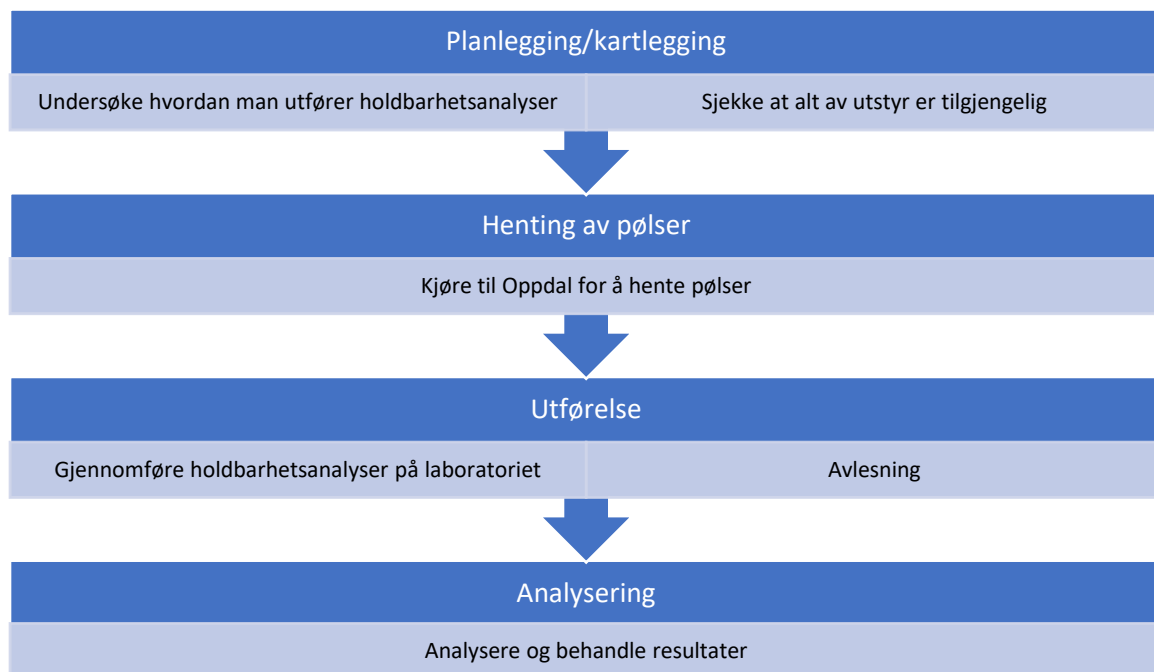 Planlegging/kartlegging
Undersøke hvordan man utfører holdbarhetsanalyser
Sjekke at alt av utstyr er tilgjengelig
Henting av pølser
Kjøre til Oppdal for å hente pølser
Utførelse
Gjennomføre holdbarhetsanalyser på laboratoriet
Avlesning
Analysering
Analysere og behandle resultater